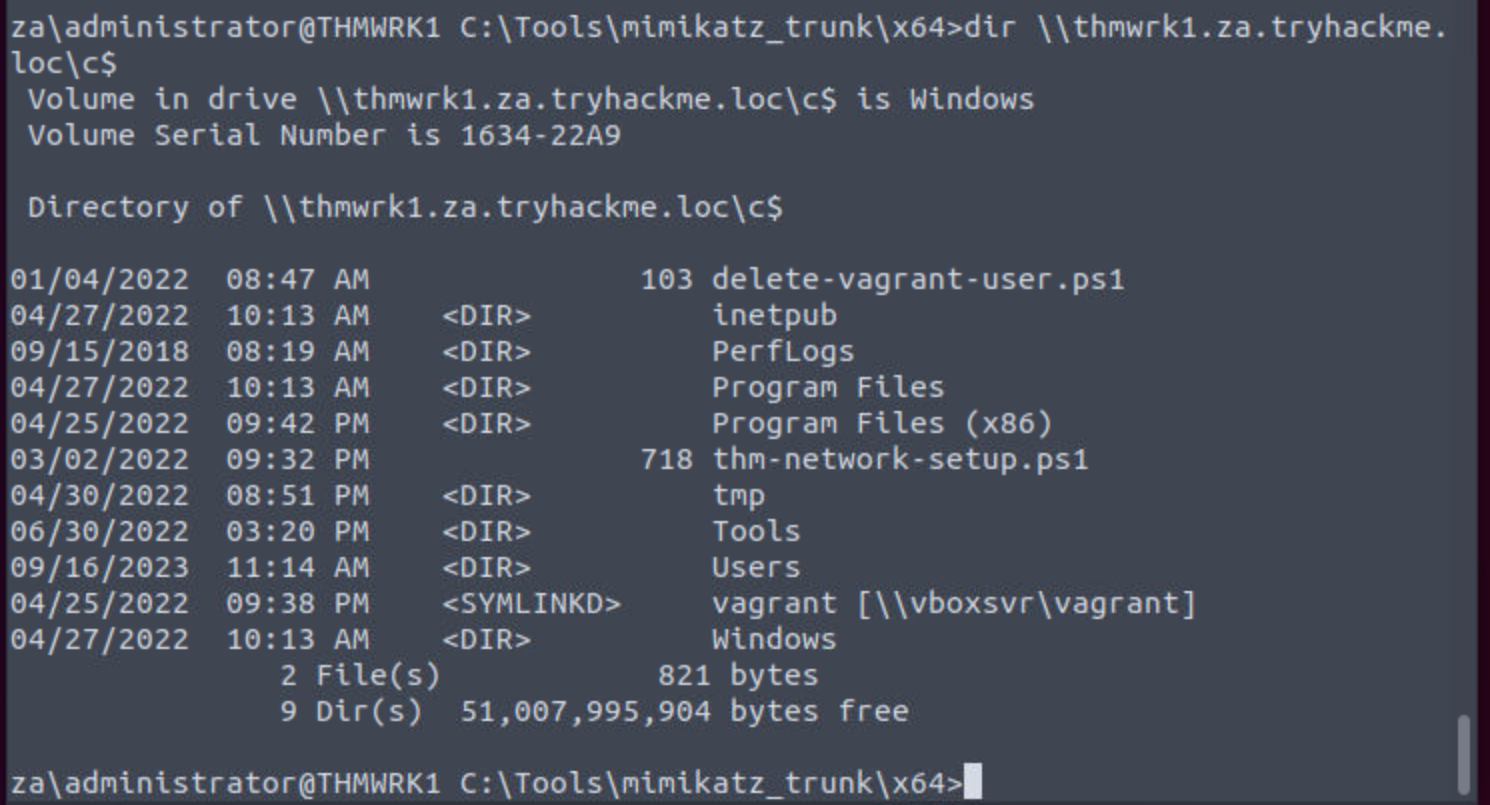 za\administrator@THMWRK1 C:\Tools\mimikatz_trunk\x64>dir \\thmwrk1.za.tryhackme.
loc\c$
 Volume in drive \\thmwrk1.za.tryhackme.loc\c$ is Windows
 Volume Serial Number is 1634-22A9

 Directory of \\thmwrk1.za.tryhackme.loc\c$

01/04/2022  08:47 AM               103 delete-vagrant-user.ps1
04/27/2022  10:13 AM    <DIR>          inetpub
09/15/2018  08:19 AM    <DIR>          PerfLogs
04/27/2022  10:13 AM    <DIR>          Program Files
04/25/2022  09:42 PM    <DIR>          Program Files (x86)
03/02/2022  09:32 PM               718 thm-network-setup.ps1
04/30/2022  08:51 PM    <DIR>          tmp
06/30/2022  03:20 PM    <DIR>          Tools
09/16/2023  11:14 AM    <DIR>          Users
04/25/2022  09:38 PM    <SYMLINKD>     vagrant [\\vboxsvr\vagrant]
04/27/2022  10:13 AM    <DIR>          Windows
               2 File(s)            821 bytes
               9 Dir(s)  51,007,995,904 bytes free

za\administrator@THMWRK1 C:\Tools\mimikatz_trunk\x64>